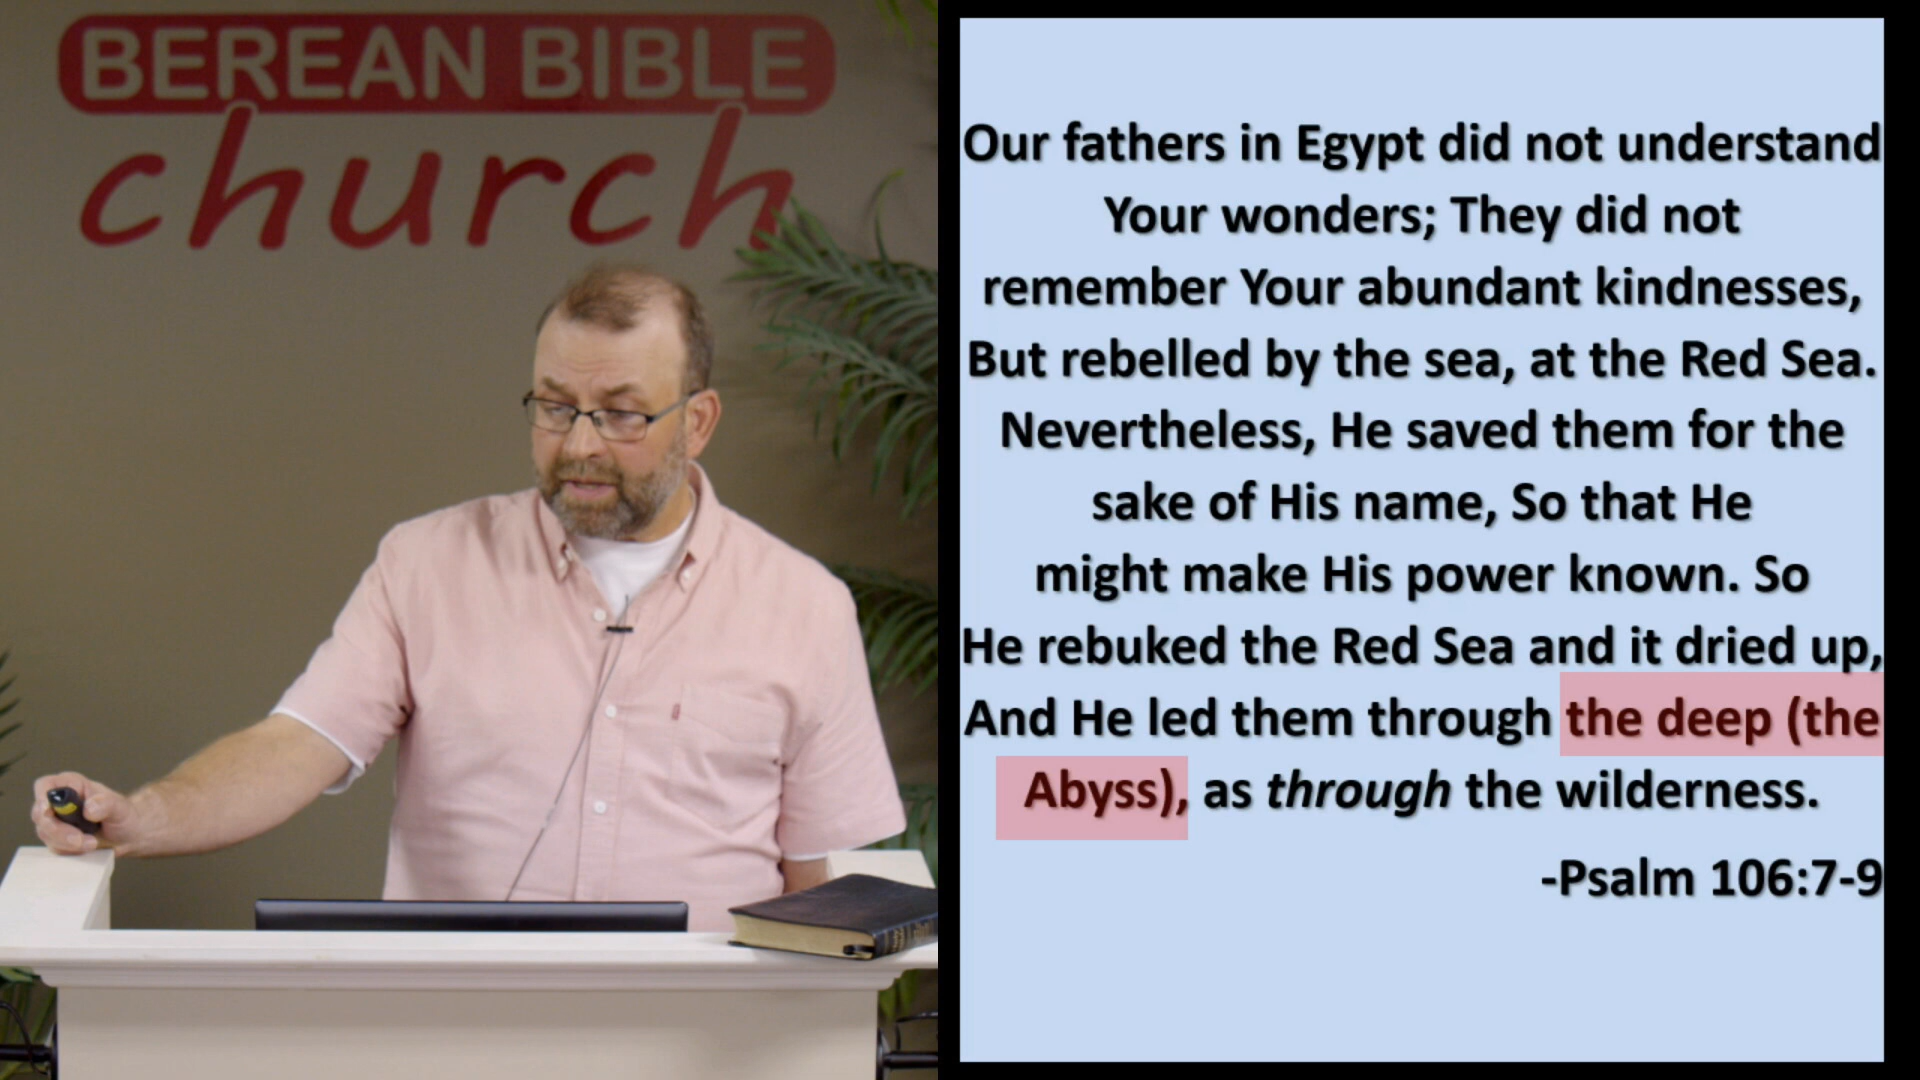 BEREAN BIBLE
church
Our fathers in Egypt did not understand
Your wonders; They did not
remember Your abundant kindnesses,
But rebelled by the sea, at the Red Sea.
Nevertheless, He saved them for the
sake of His name, So that He
might make His power known. So
He rebuked the Red Sea and it dried up,
And He led them through the deep (the
Abyss), as through the wilderness.
-Psalm 106:7-9